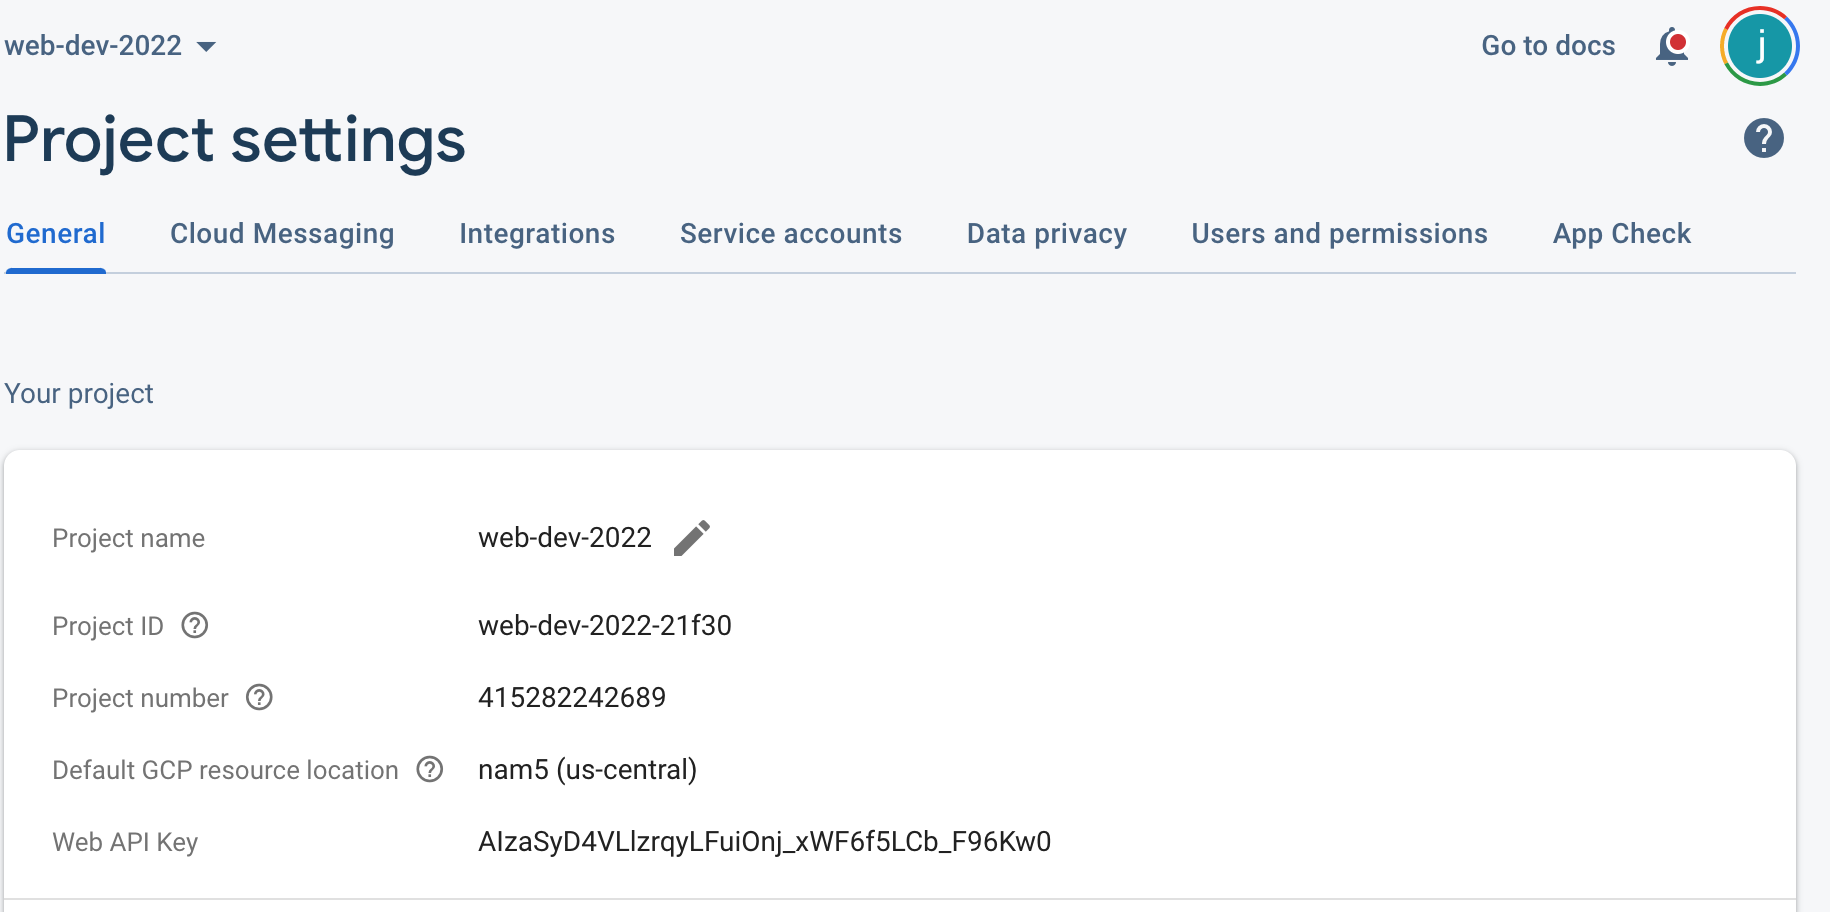 web-dev-2022
Go to docs
j
Project settings
General Cloud Messaging Integrations Service accounts Data privacy Users and permissions App Check
Your project
Project name web-dev-2022
Project ID web-dev-2022-21f30
Project number 415282242689
Default GCP resource location nam5 (us-central)
Web API Key AIzaSyD4VLlzrqyLFuiOnj_xWF6f5LCb_F96Kw0